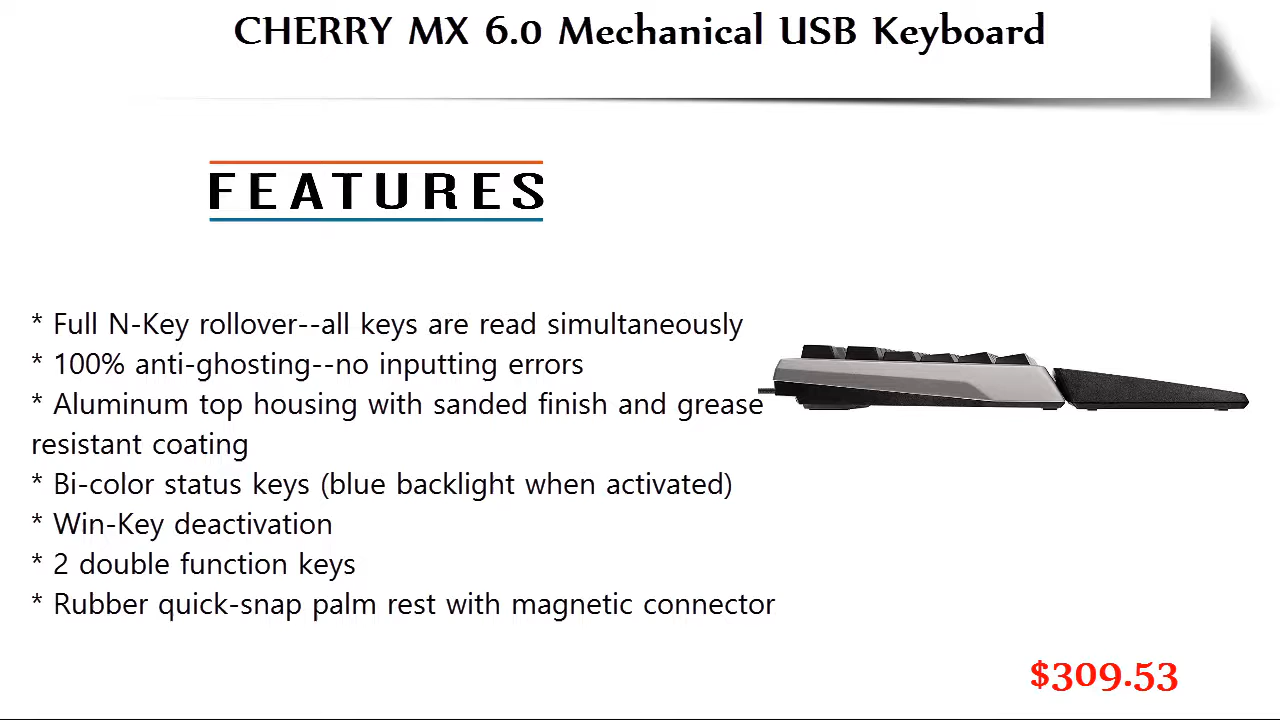 CHERRY MX 6.0 Mechanical USB Keyboard
FEATURES
* Full N-Key rollover--all keys are read simultaneously
* 100% anti-ghosting--no inputting errors
* Aluminum top housing with sanded finish and grease
resistant coating
* Bi-color status keys (blue backlight when activated)
* Win-Key deactivation
* 2 double function keys
* Rubber quick-snap palm rest with magnetic connector
$309.53